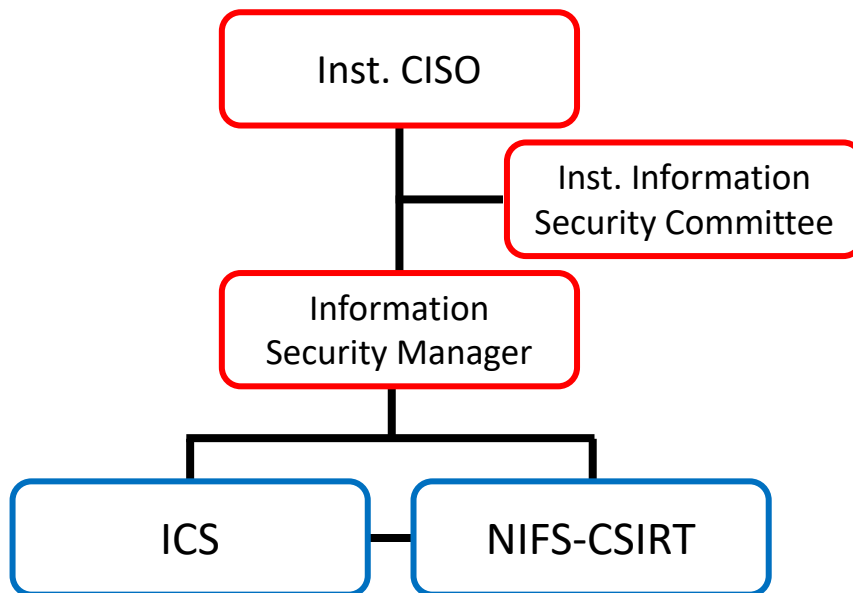 Inst. CISO
Inst. Information
Security Committee
Information
Security Manager
ICS
NIFS-CSIRT